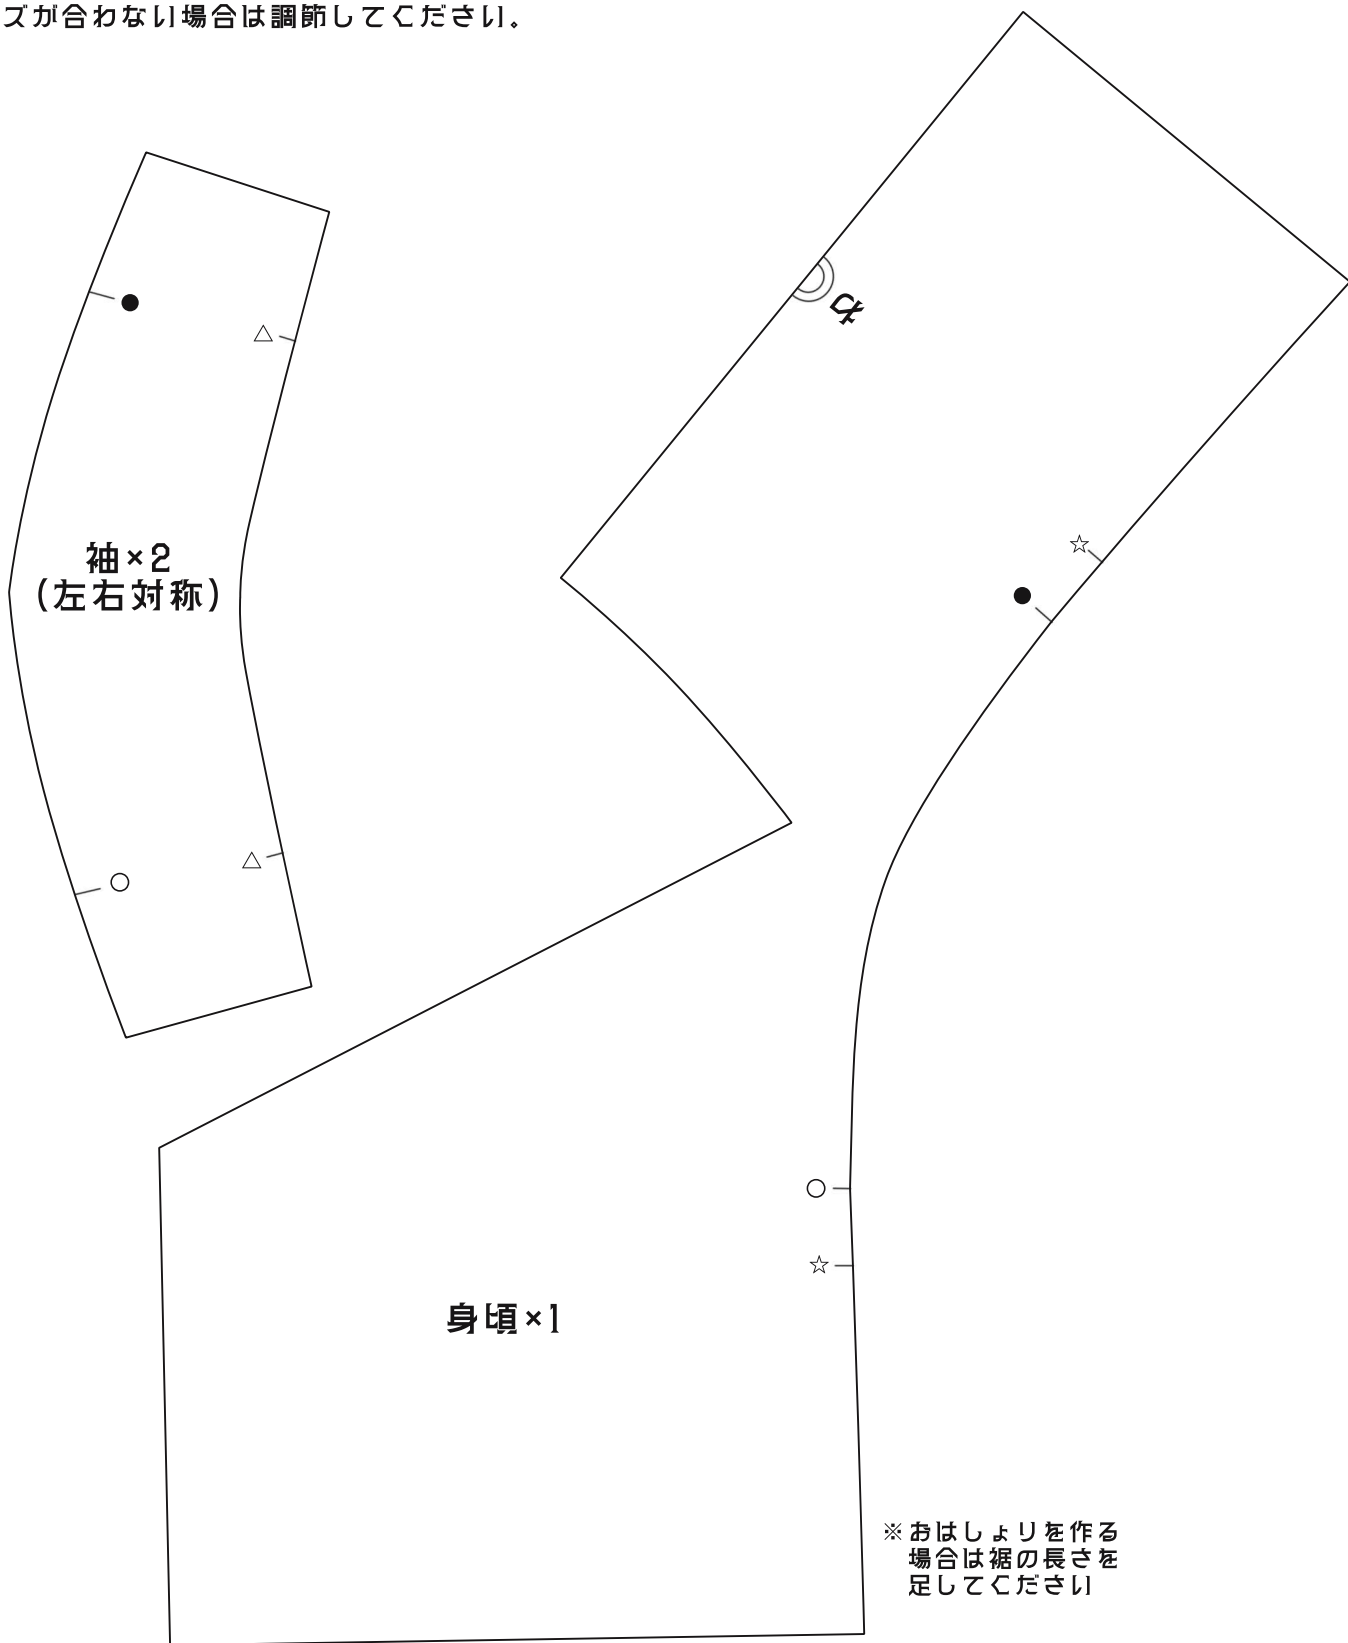 ズが合わない場合は調節してください。
わ
袖×2
(左右対称)
身頃×1
※おはしょりを作る
場合は裾の長さを
足してください